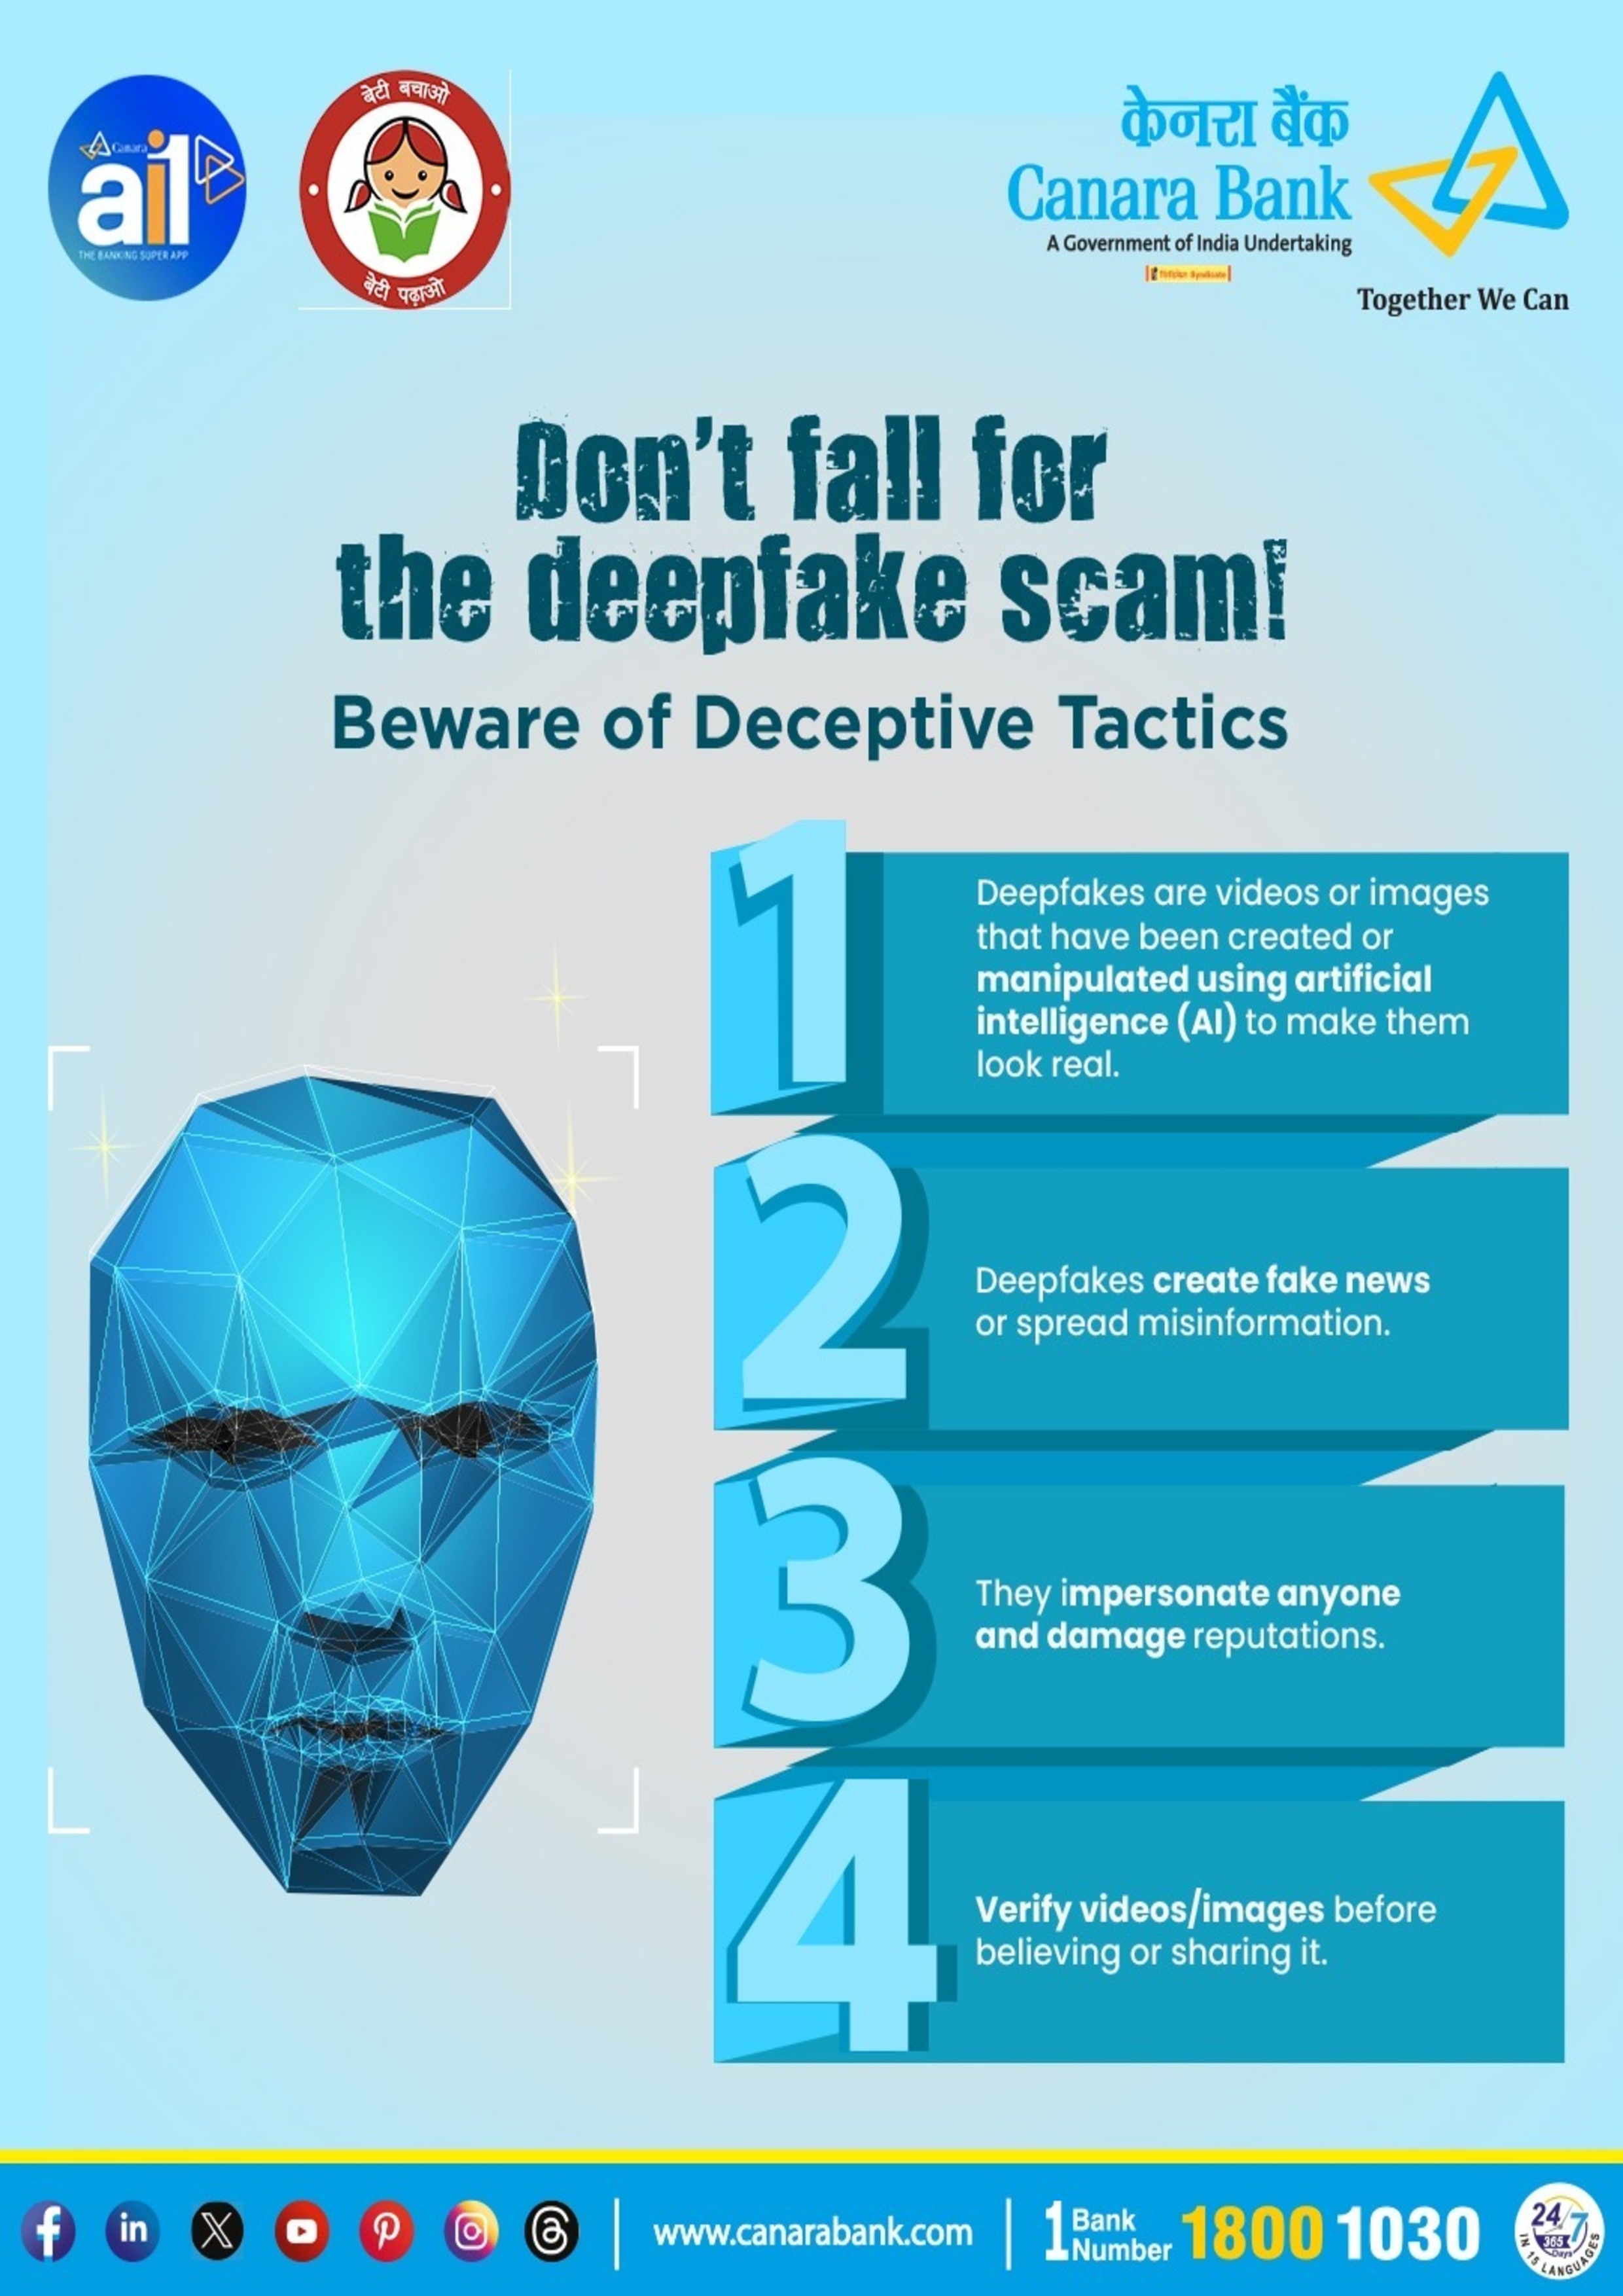 Canara
ai1
THE BANKING SUPER APP
बेटी बचाओ
बेटी पढ़ाओ
केनरा बैंक
Canara Bank
A Government of India Undertaking
Syndicate
Together We Can
Don't fall for
the deepfake scam!
Beware of Deceptive Tactics
1
Deepfakes are videos or images
that have been created or
manipulated using artificial
intelligence (AI) to make them
look real.
2
Deepfakes create fake news
or spread misinformation.
3
They impersonate anyone
and damage reputations.
4
Verify videos/images before
believing or sharing it.
www.canarabank.com
1 Bank
Number
1800 1030
24/7
365
Days
IN 15 LANGUAGES